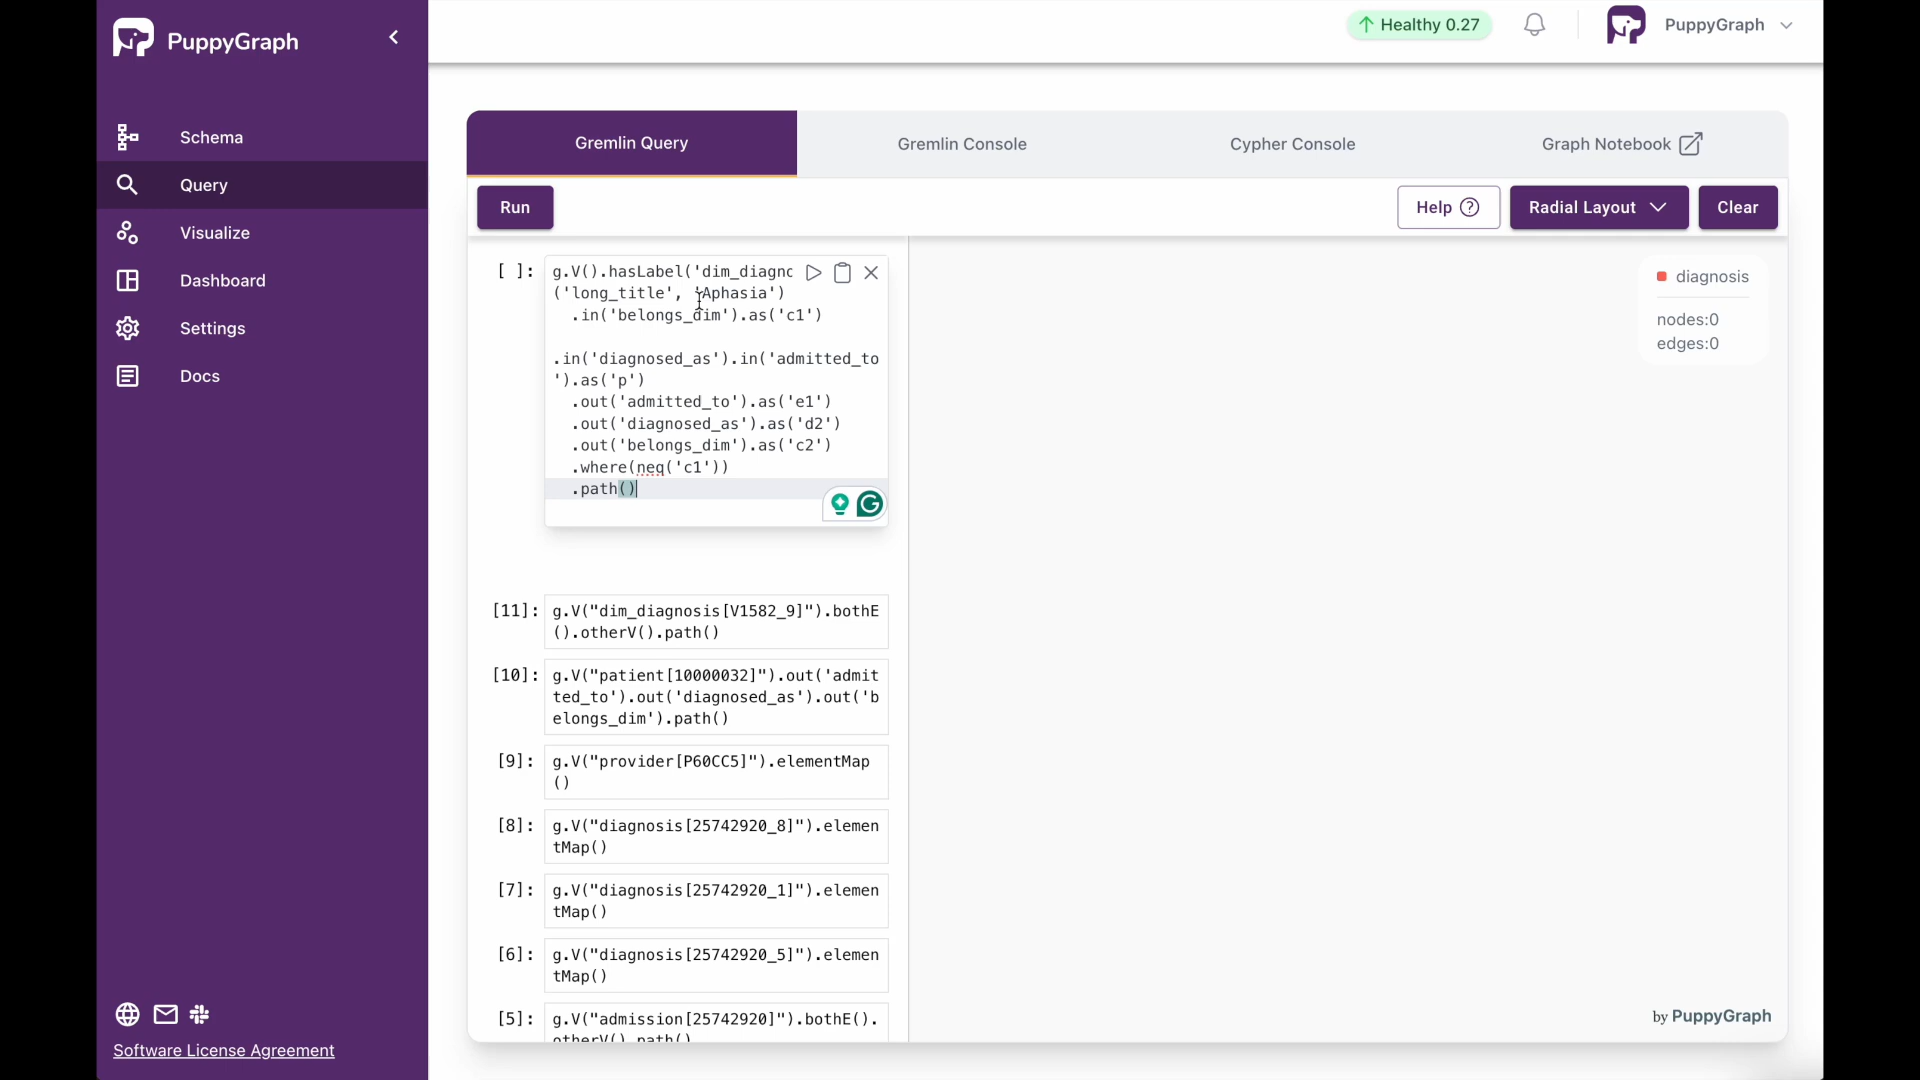 PuppyGraph
Schema
Query
Visualize
Dashboard
Settings
Docs
Software License Agreement
Healthy 0.27
PuppyGraph
Gremlin Query
Gremlin Console
Cypher Console
Graph Notebook
Run
Help
Radial Layout
Clear
[ ]:
g.V().hasLabel('dim_diagno
('long_title', 'Aphasia')
.in('belongs_dim').as('c1')
.in('diagnosed_as').in('admitted_to
').as('p')
.out('admitted_to').as('e1')
.out('diagnosed_as').as('d2')
.out('belongs_dim').as('c2')
.where(neq('c1'))
.path()
[11]:
g.V("dim_diagnosis[V1582_9]").bothE
().otherV().path()
[10]:
g.V("patient[10000032]").out('admit
ted_to').out('diagnosed_as').out('b
elongs_dim').path()
[9]:
g.V("provider[P60CC5]").elementMap
()
[8]:
g.V("diagnosis[25742920_8]").elemen
tMap()
[7]:
g.V("diagnosis[25742920_1]").elemen
tMap()
[6]:
g.V("diagnosis[25742920_5]").elemen
tMap()
[5]:
g.V("admission[25742920]").bothE().
otherV().path()
diagnosis
nodes:0
edges:0
by PuppyGraph